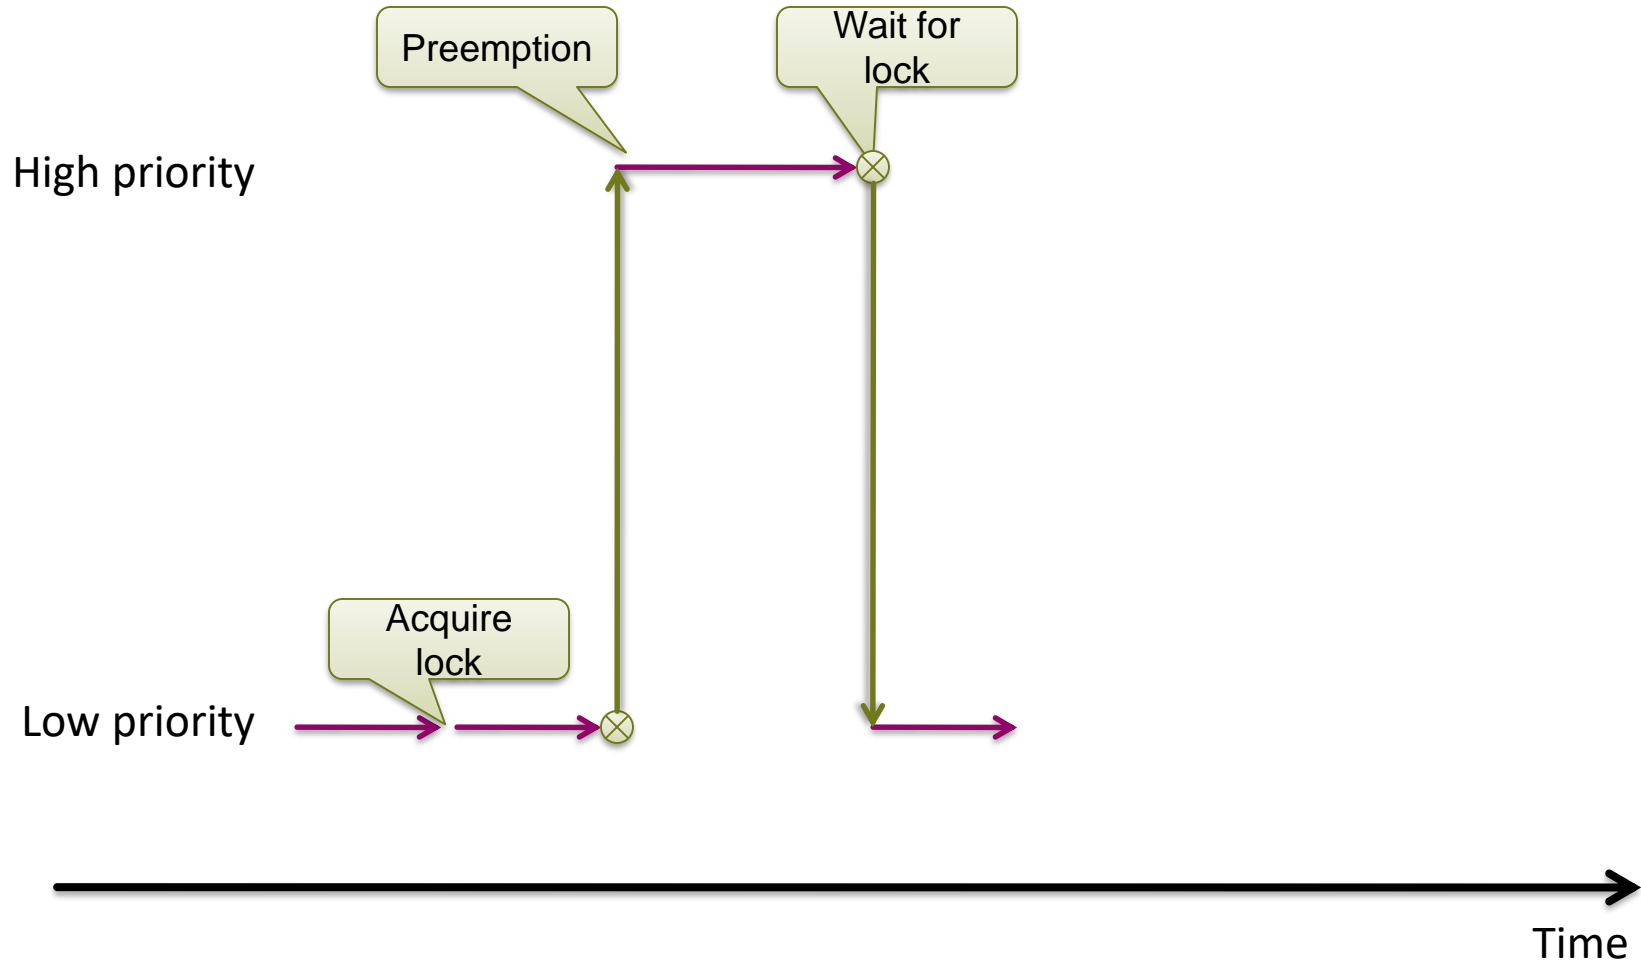 Preemption
Wait for
lock
High priority
Acquire
lock
Low priority
Time